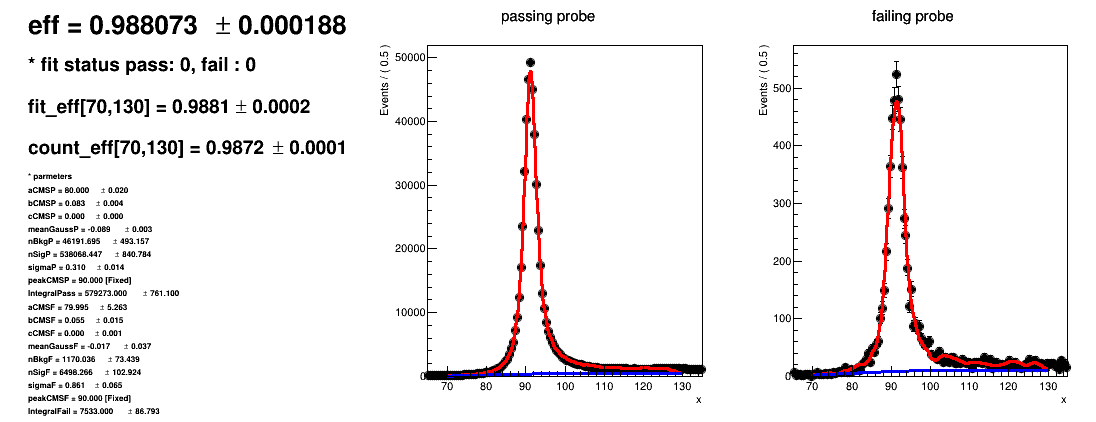 eff = 0.988073 ± 0.000188
* fit status pass: 0, fail : 0
fit_eff[70,130] = 0.9881 ± 0.0002
count_eff[70,130] = 0.9872 ± 0.0001
* parmeters
aCMSP = 80.000 ± 0.020
bCMSP = 0.083 ± 0.004
cCMSP = 0.000 ± 0.000
meanGaussP = -0.089 ± 0.003
nBkgP = 46191.695 ± 493.157
nSigP = 538068.447 ± 840.784
sigmaP = 0.310 ± 0.014
peakCMSP = 90.000 [Fixed]
IntegralPass = 579273.000 ± 761.100
aCMSF = 79.995 ± 5.263
bCMSF = 0.055 ± 0.015
cCMSF = 0.000 ± 0.001
meanGaussF = -0.017 ± 0.037
nBkgF = 1170.036 ± 73.439
nSigF = 6498.266 ± 102.924
sigmaF = 0.861 ± 0.065
peakCMSF = 90.000 [Fixed]
IntegralFail = 7533.000 ± 86.793
passing probe
Events / ( 0.5 )
50000
40000
30000
20000
10000
0
70 80 90 100 110 120 130
x
failing probe
Events / ( 0.5 )
500
400
300
200
100
0
70 80 90 100 110 120 130
x